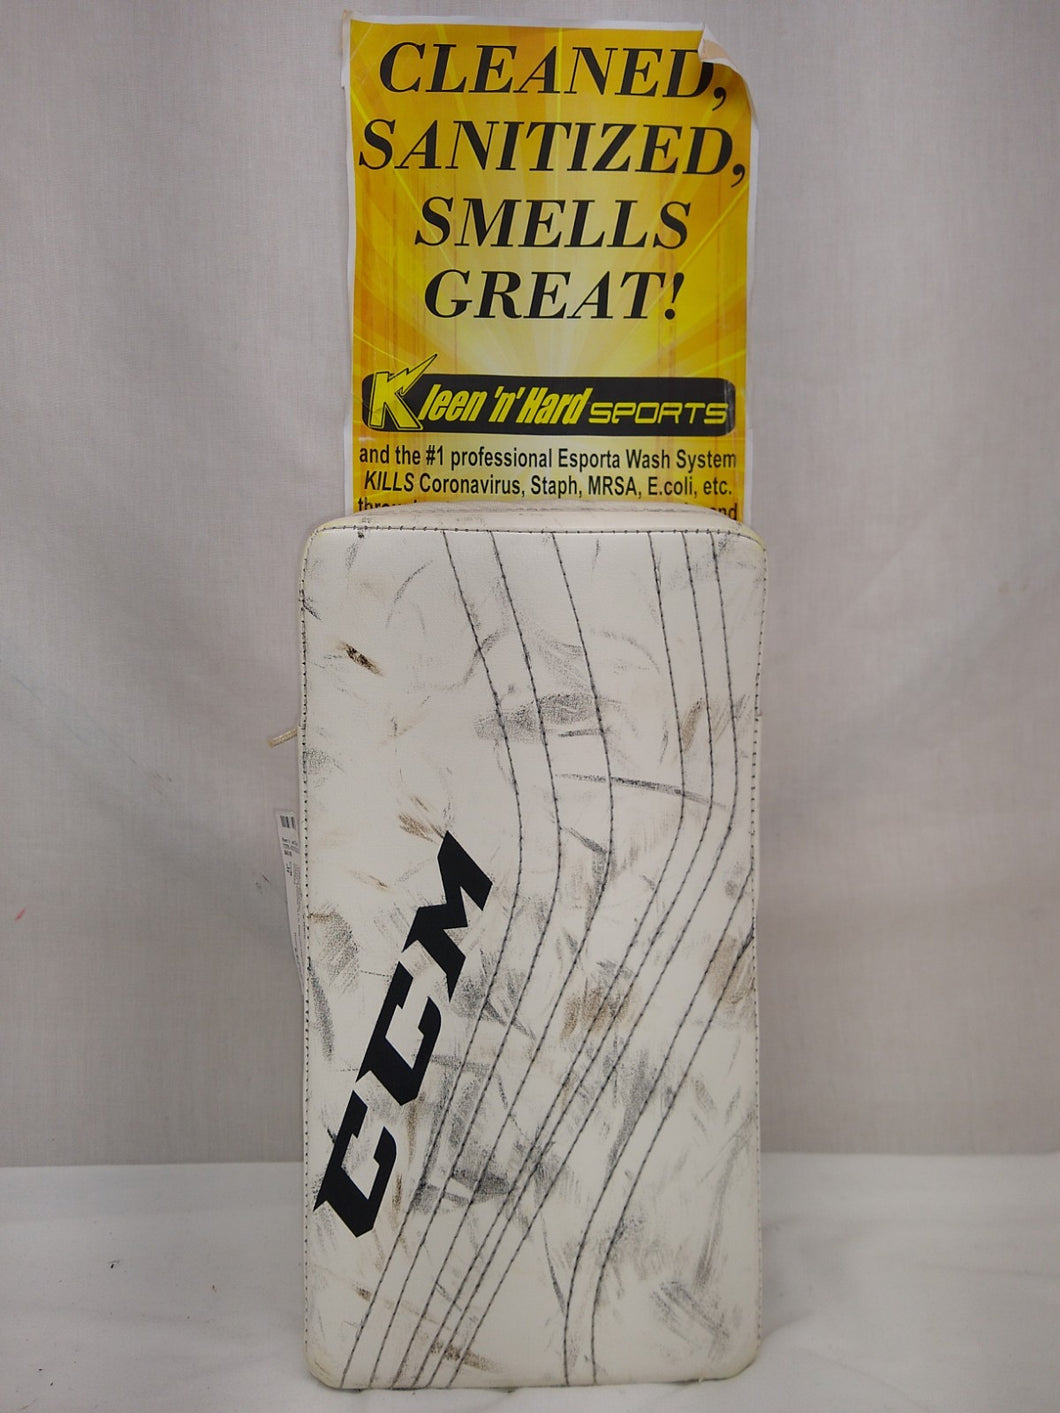 CLEANED,
SANITIZED,
SMELLS
GREAT!
Kleen 'n' Hard SPORTS
and the #1 professional Esporta Wash System
KILLS Coronavirus, Staph, MRSA, E.coli, etc.
CCM